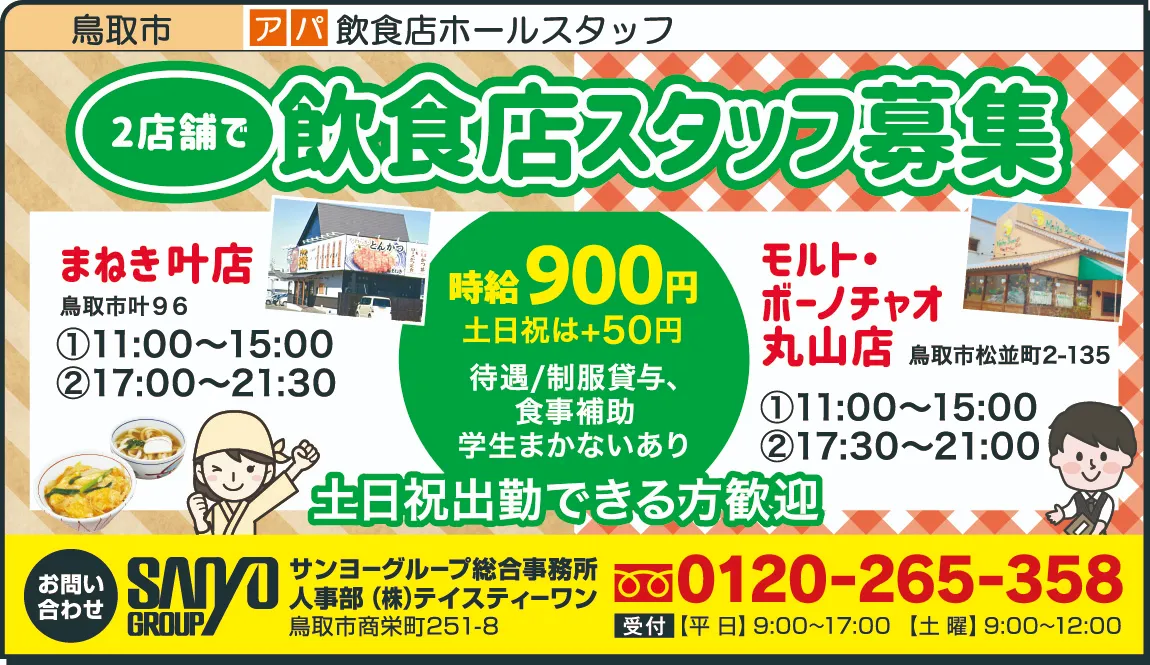 鳥取市
アパ 飲食店ホールスタッフ
2店舗で
飲食店スタッフ募集
まねき叶店
鳥取市叶96
①11:00〜15:00
②17:00〜21:30
とんかつ
時給900円
土日祝は+50円
待遇/制服貸与、
食事補助
学生まかないあり
モルト・
ボーノチャオ
丸山店 鳥取市松並町2-135
①11:00〜15:00
②17:30〜21:00
土日祝出勤できる方歓迎
お問い
合わせ
SANYO
GROUP
サンヨーグループ総合事務所
人事部(株)テイスティーワン
鳥取市商栄町251-8
0120-265-358
受付【平 日】9:00~17:00 【土 曜】9:00~12:00